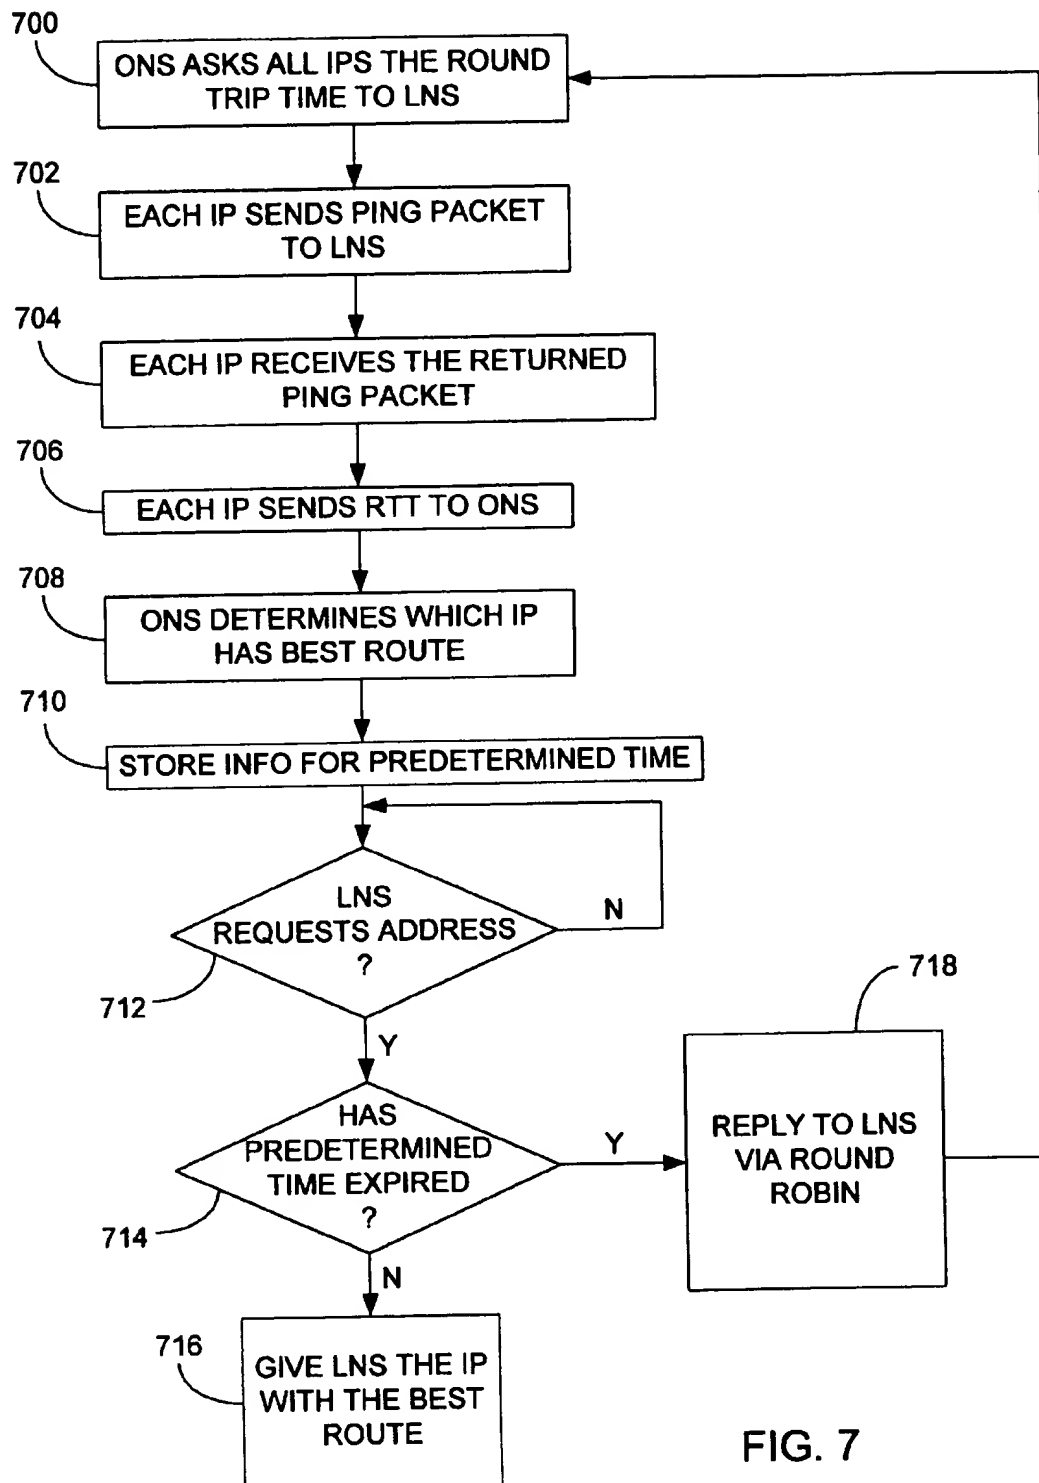 700
ONS ASKS ALL IPS THE ROUND
TRIP TIME TO LNS
702
EACH IP SENDS PING PACKET
TO LNS
704
EACH IP RECEIVES THE RETURNED
PING PACKET
706
EACH IP SENDS RTT TO ONS
708
ONS DETERMINES WHICH IP
HAS BEST ROUTE
710
STORE INFO FOR PREDETERMINED TIME
LNS
REQUESTS ADDRESS
?
N
712
Y
HAS
PREDETERMINED
TIME EXPIRED
?
Y
714
N
718
REPLY TO LNS
VIA ROUND
ROBIN
716
GIVE LNS THE IP
WITH THE BEST
ROUTE
FIG. 7